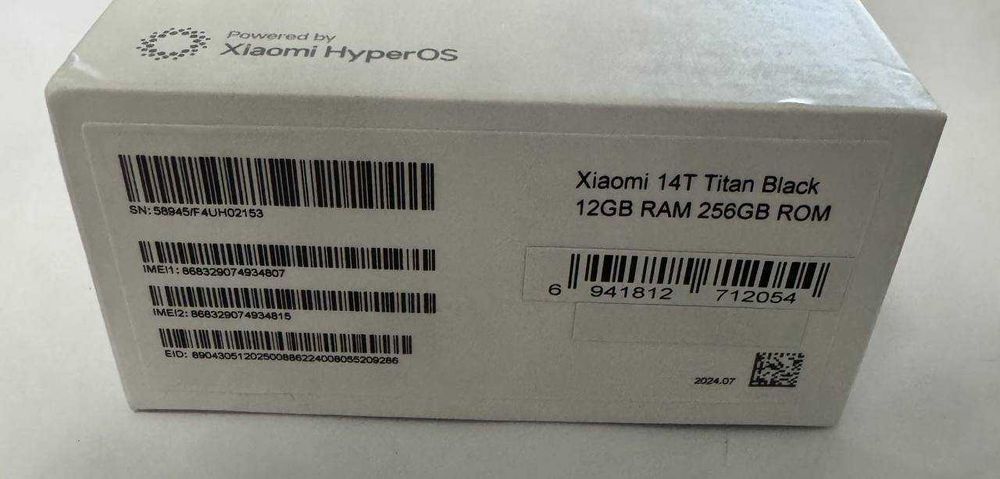 Powered by
Xiaomi HyperOS
SN: 58945/F4UH02153
IMEI1: 868329074934807
IMEI2: 868329074934815
EID: 89043051202500886224008055209286
Xiaomi 14T Titan Black
12GB RAM 256GB ROM
6 941812 712054
2024.07